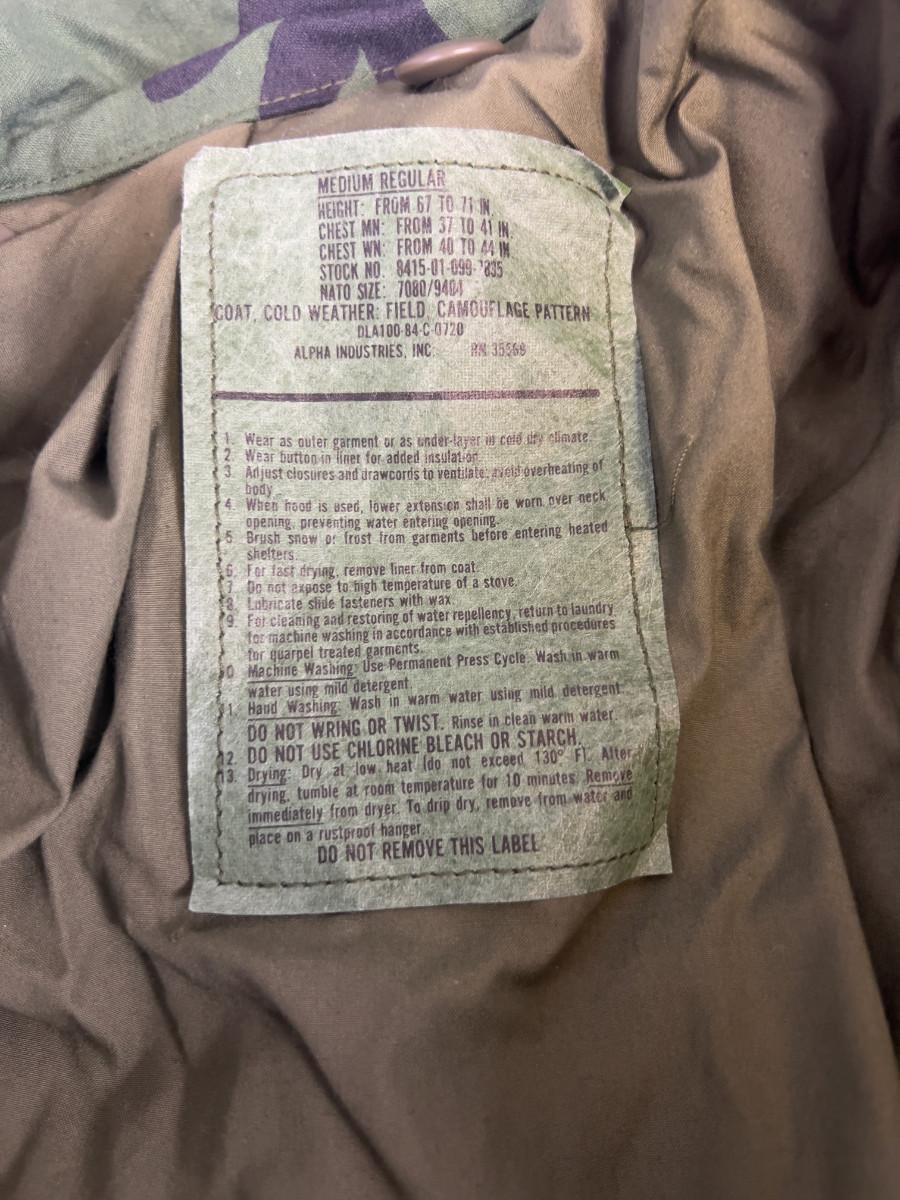 MEDIUM REGULAR
HEIGHT: FROM 67 TO 71 IN.
CHEST MN: FROM 37 TO 41 IN.
CHEST WN: FROM 40 TO 44 IN
STOCK NO. 8415-01-099-7835
NATO SIZE: 7080/9404
COAT, COLD WEATHER: FIELD, CAMOUFLAGE PATTERN
DLA100-84-C-0720
ALPHA INDUSTRIES, INC. RN 35569
1. Wear as outer garment or as under-layer in cold dry climate.
2. Wear button in liner for added insulation.
3. Adjust closures and drawcords to ventilate; avoid overheating of
body.
4. When hood is used, lower extension shall be worn over neck
opening, preventing water entering opening.
5. Brush snow or frost from garments before entering heated
shelters.
6. For fast drying, remove liner from coat.
7. Do not expose to high temperature of a stove.
8. Lubricate slide fasteners with wax.
9. For cleaning and restoring of water repellency, return to laundry
for machine washing in accordance with established procedures
for quarpel treated garments.
10. Machine Washing: Use Permanent Press Cycle. Wash in warm
water using mild detergent.
11. Hand Washing: Wash in warm water using mild detergent.
DO NOT WRING OR TWIST. Rinse in clean warm water.
12. DO NOT USE CHLORINE BLEACH OR STARCH.
13. Drying: Dry at low heat (do not exceed 130° F). After
drying, tumble at room temperature for 10 minutes. Remove
immediately from dryer. To drip dry, remove from water and
place on a rustproof hanger.
DO NOT REMOVE THIS LABEL